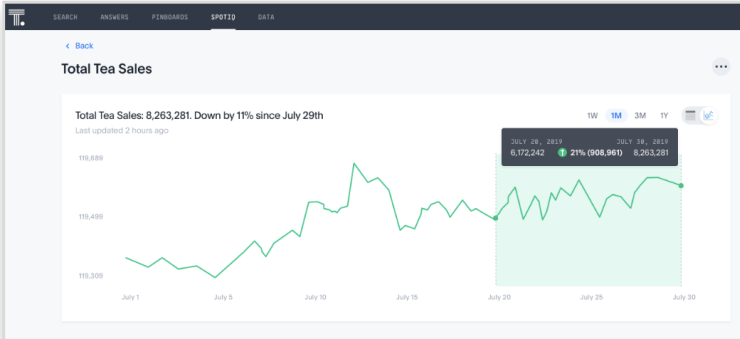 T.
SEARCH ANSWERS PINBOARDS SPOTIQ DATA
Back
Total Tea Sales
Total Tea Sales: 8,263,281. Down by 11% since July 29th
Last updated 2 hours ago
1W 1M 3M 1Y
JULY 20, 2019 JULY 30, 2019
6,172,242 21% (908,961) 8,263,281
119,689
119,499
119,309
July 1 July 5 July 10 July 15 July 20 July 25 July 30